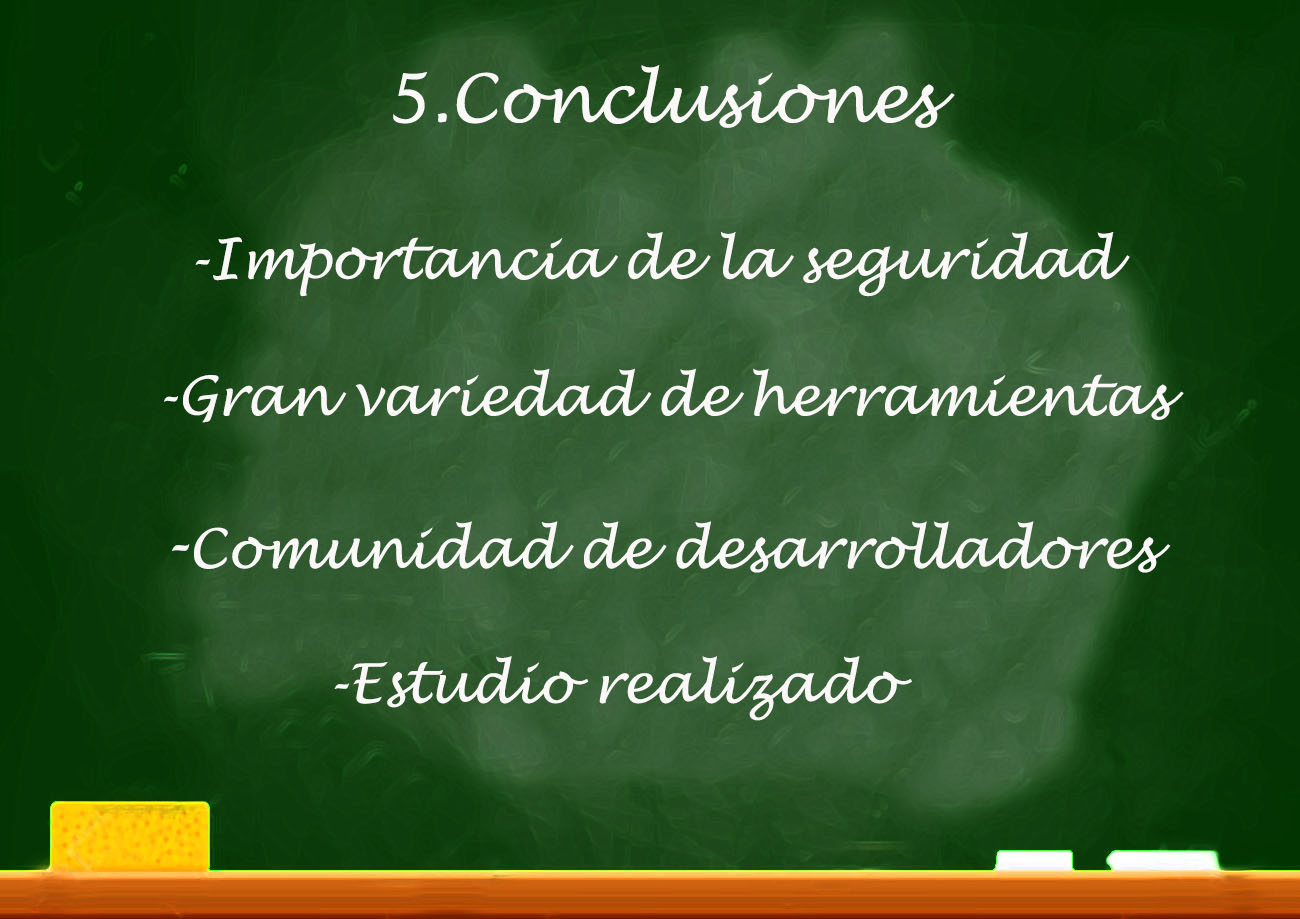 5.Conclusiones
-Importancia de la seguridad
-Gran variedad de herramientas
-Comunidad de desarrolladores
-Estudio realizado